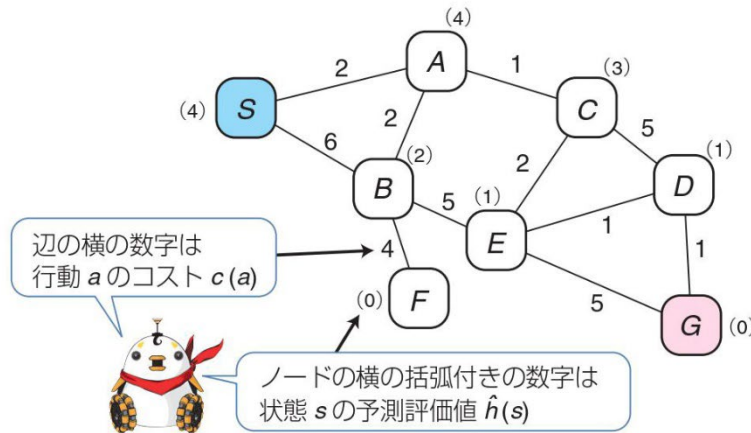 (4)
A
2
1
(3)
(4)
S
C
2
5
6
(2)
(1)
B
2
D
5
(1)
E
1
1
辺の横の数字は
行動 a のコスト c (a)
4
5
(0)
F
G
(0)
ノードの横の括弧付きの数字は
状態 s の予測評価値 ĥ(s)